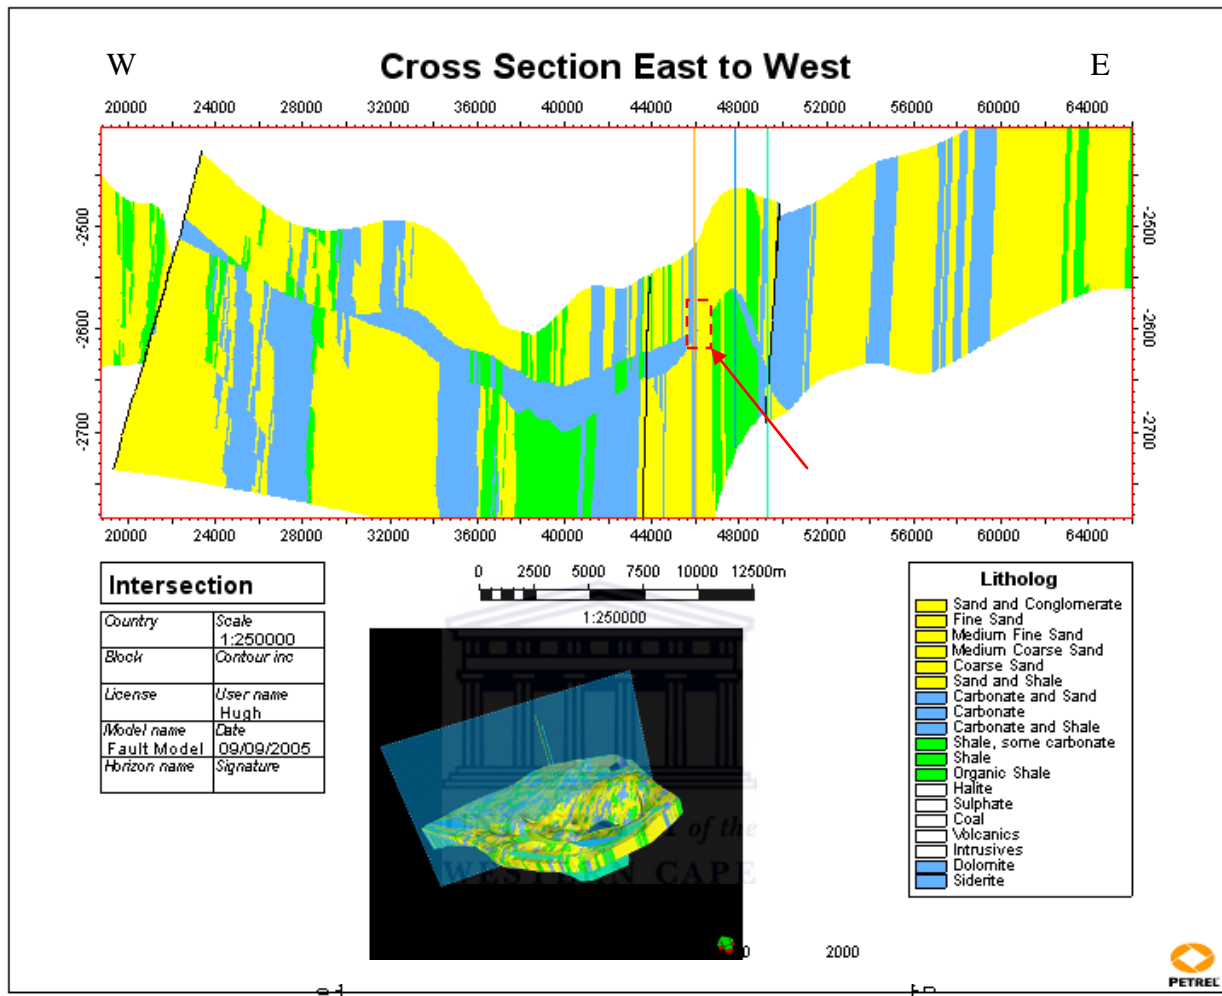 W
Cross Section East to West
E
20000 24000 28000 32000 36000 40000 44000 48000 52000 56000 60000 64000
-2500 -2500
-2600 -2600
-2700 -2700
20000 24000 28000 32000 36000 40000 44000 48000 52000 56000 60000 64000
Intersection
Country
Scale
1:250000
Block
Contour inc
License
User name
Hugh
Model name
Fault Model
Date
09/09/2005
Horizon name
Signature
0 2500 5000 7500 10000 12500m
1:250000
of the
WESTERN CAPE
2000
Litholog
Sand and Conglomerate
Fine Sand
Medium Fine Sand
Medium Coarse Sand
Coarse Sand
Sand and Shale
Carbonate and Sand
Carbonate
Carbonate and Shale
Shale, some carbonate
Shale
Organic Shale
Halite
Sulphate
Coal
Volcanics
Intrusives
Dolomite
Siderite
PETREL